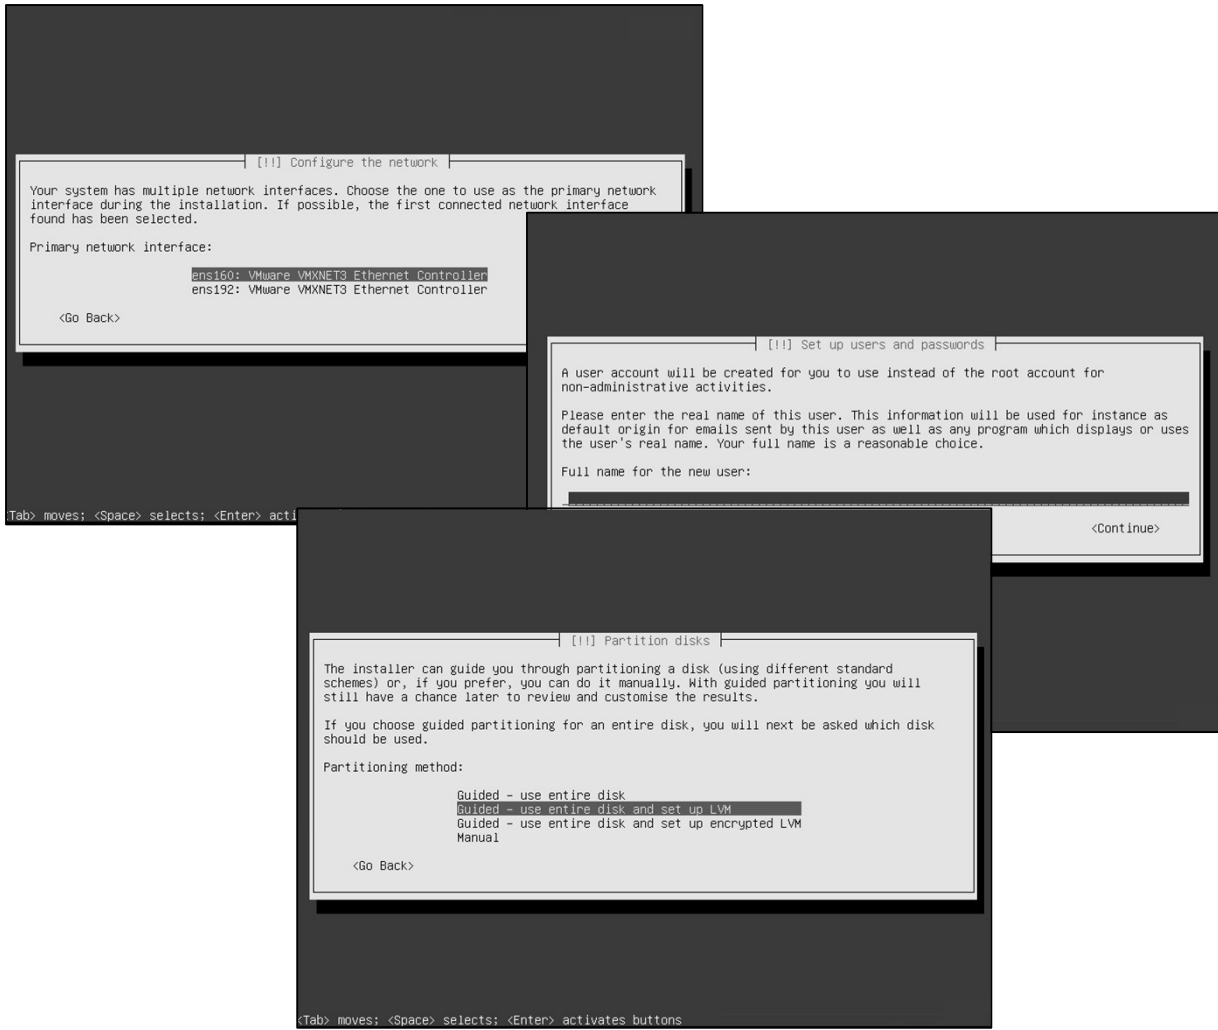 [!!] Configure the network
Your system has multiple network interfaces. Choose the one to use as the primary network
interface during the installation. If possible, the first connected network interface
found has been selected.
Primary network interface:
ens160: VMware VMXNET3 Ethernet Controller
ens192: VMware VMXNET3 Ethernet Controller
<Go Back>
<Tab> moves; <Space> selects; <Enter> acti
[!!] Set up users and passwords
A user account will be created for you to use instead of the root account for
non-administrative activities.
Please enter the real name of this user. This information will be used for instance as
default origin for emails sent by this user as well as any program which displays or uses
the user's real name. Your full name is a reasonable choice.
Full name for the new user:
<Continue>
[!!] Partition disks
The installer can guide you through partitioning a disk (using different standard
schemes) or, if you prefer, you can do it manually. With guided partitioning you will
still have a chance later to review and customise the results.
If you choose guided partitioning for an entire disk, you will next be asked which disk
should be used.
Partitioning method:
Guided - use entire disk
Guided - use entire disk and set up LVM
Guided - use entire disk and set up encrypted LVM
Manual
<Go Back>
<Tab> moves; <Space> selects; <Enter> activates buttons